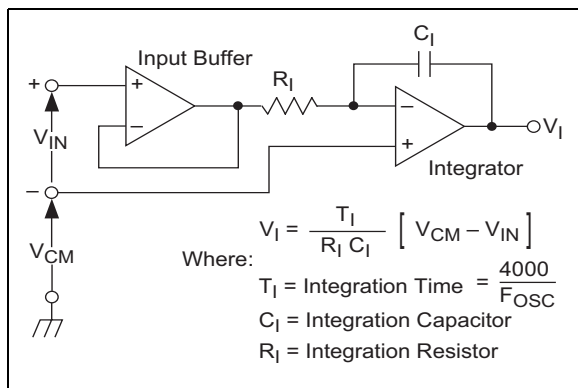 C_I
Input Buffer
R_I
+
+
–
–
+
V_I
V_IN
Integrator
–
V_CM
V_I = T_I / (R_I C_I) [ V_CM – V_IN ]
Where:
T_I = Integration Time = 4000 / F_OSC
C_I = Integration Capacitor
R_I = Integration Resistor